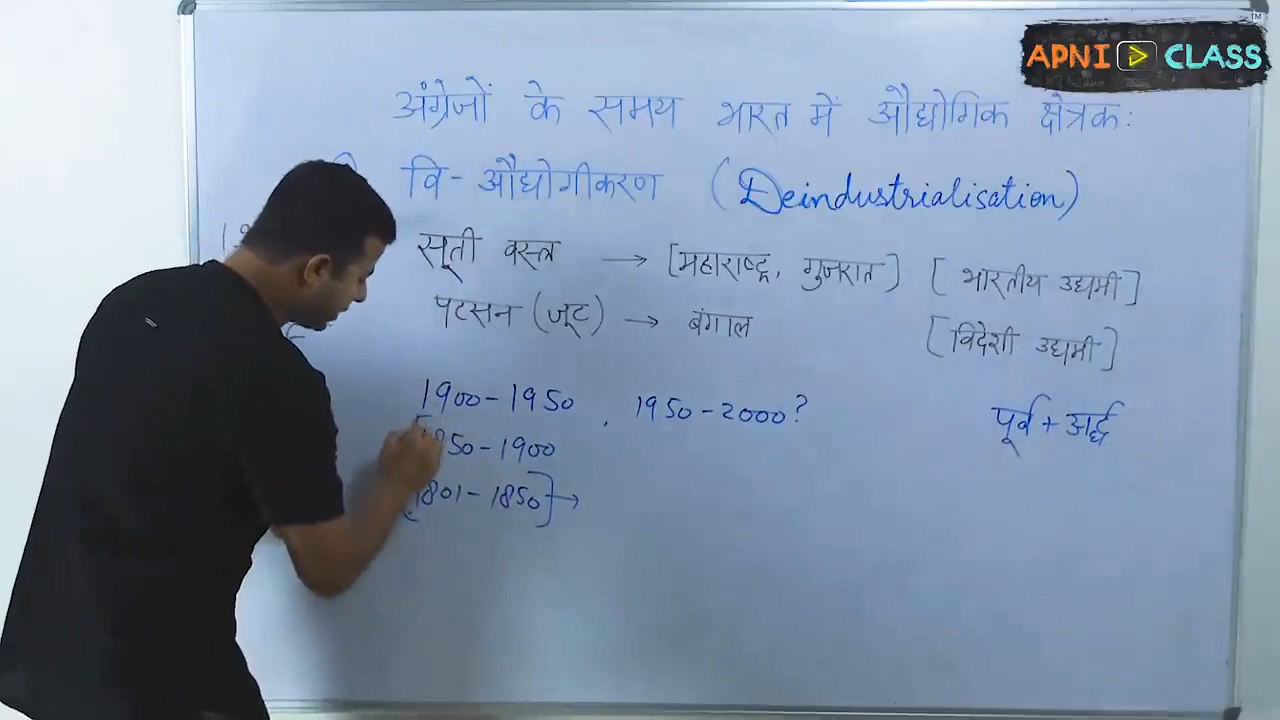 APNI CLASS™
अंग्रेजों के समय भारत में औद्योगिक क्षेत्रक:
वि-औद्योगीकरण (Deindustrialisation)
सूती वस्त्र → [महाराष्ट्र, गुजरात] [भारतीय उद्यमी]
पटसन (जूट) → बंगाल [विदेशी उद्यमी]
1900-1950, 1950-2000? पूर्व + अर्द्ध
1850-1900
[1801-1850] →